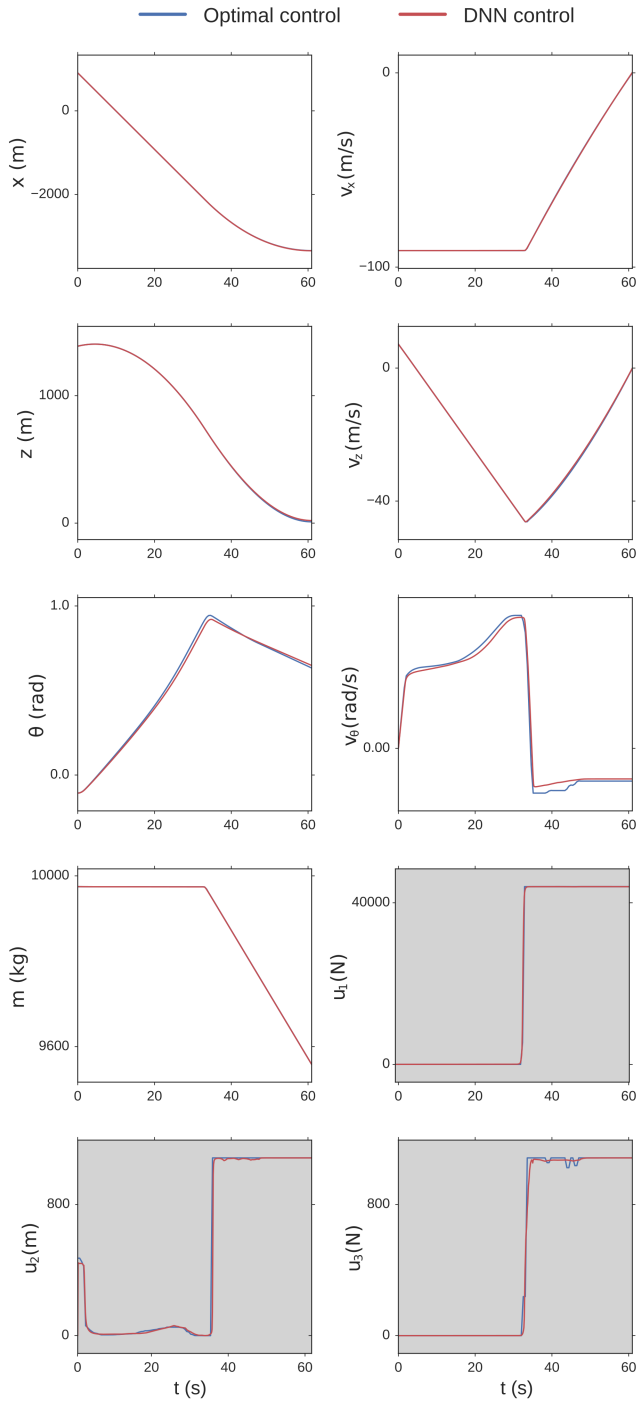 Optimal control DNN control
x (m)
0
−2000
0 20 40 60
vₓ(m/s)
0
−100
0 20 40 60
z (m)
1000
0
0 20 40 60
v_z(m/s)
0
−40
0 20 40 60
θ (rad)
1.0
0.0
0 20 40 60
v_θ(rad/s)
0.00
0 20 40 60
m (kg)
10000
9600
0 20 40 60
u₁(N)
40000
0
0 20 40 60
u₂(m)
800
0
0 20 40 60
t (s)
u₃(N)
800
0
0 20 40 60
t (s)